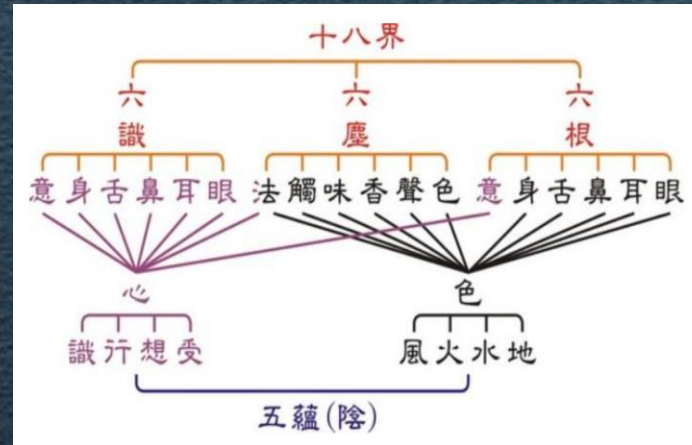 十八界
六識 六塵 六根
意身舌鼻耳眼 法觸味香聲色 意身舌鼻耳眼
心 色
識行想受 風火水地
五蘊(陰)